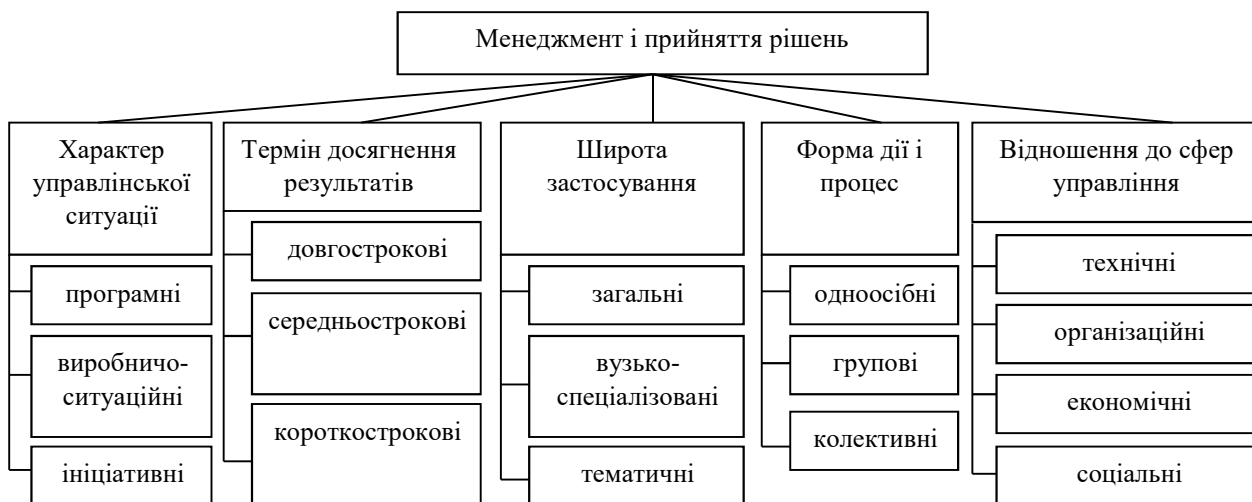 Менеджмент і прийняття рішень
Характер
управлінської
ситуації
програмні
виробничо-
ситуаційні
ініціативні
Термін досягнення
результатів
довгострокові
середньострокові
короткострокові
Широта
застосування
загальні
вузько-
спеціалізовані
тематичні
Форма дії і
процес
одноосібні
групові
колективні
Відношення до сфер
управління
технічні
організаційні
економічні
соціальні